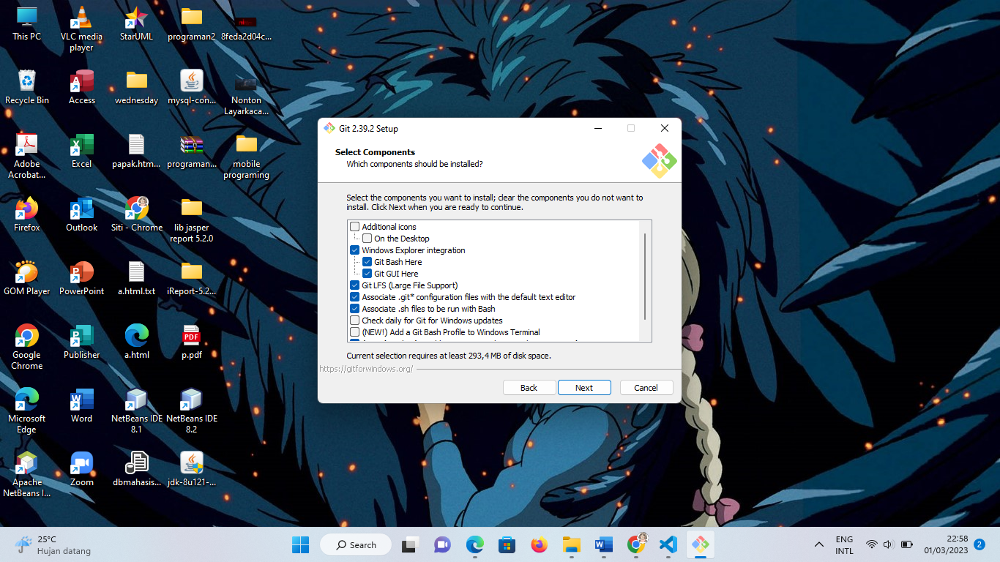 This PC
VLC media
player
StarUML
programan2
8feda2d04c...
Recycle Bin
Access
wednesday
mysql-con...
Nonton
Layarkaca...
Adobe
Acrobat...
Excel
papak.htm...
programan...
mobile
programing
Firefox
Outlook
Siti - Chrome
lib jasper
report 5.2.0
GOM Player
PowerPoint
a.html.txt
iReport-5.2...
Google
Chrome
Publisher
a.html
PDF
p.pdf
Microsoft
Edge
Word
NetBeans IDE
8.1
NetBeans IDE
8.2
Apache
NetBeans I...
Zoom
dbmahasis...
jdk-8u121-...
Git 2.39.2 Setup
Select Components
Which components should be installed?
Select the components you want to install; clear the components you do not want to
install. Click Next when you are ready to continue.
Additional icons
On the Desktop
Windows Explorer integration
Git Bash Here
Git GUI Here
Git LFS (Large File Support)
Associate .git* configuration files with the default text editor
Associate .sh files to be run with Bash
Check daily for Git for Windows updates
(NEW!) Add a Git Bash Profile to Windows Terminal
Current selection requires at least 293,4 MB of disk space.
https://gitforwindows.org/
Back
Next
Cancel
25°C
Hujan datang
Search
ENG
INTL
22:58
01/03/2023
2